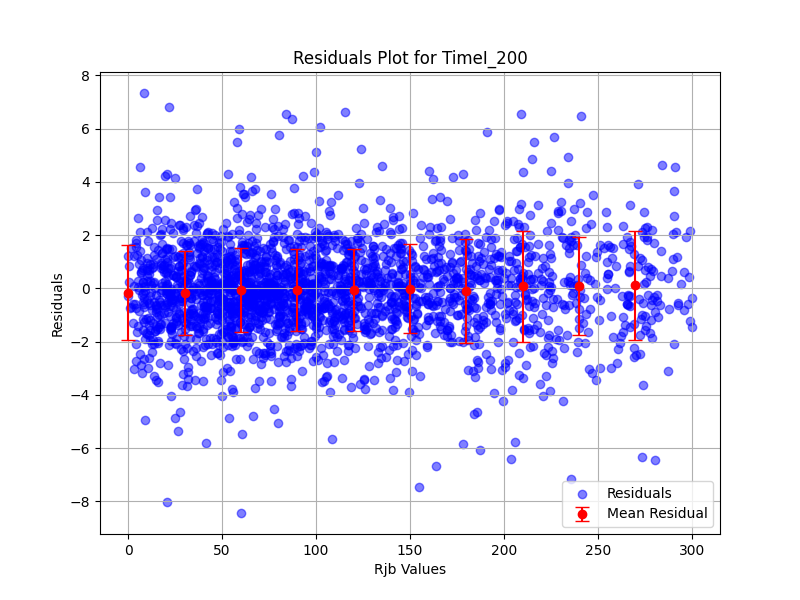 Residuals Plot for TimeI_200
8
6
4
2
0
−2
−4
−6
−8
Residuals
0 50 100 150 200 250 300
Rjb Values
Residuals
Mean Residual